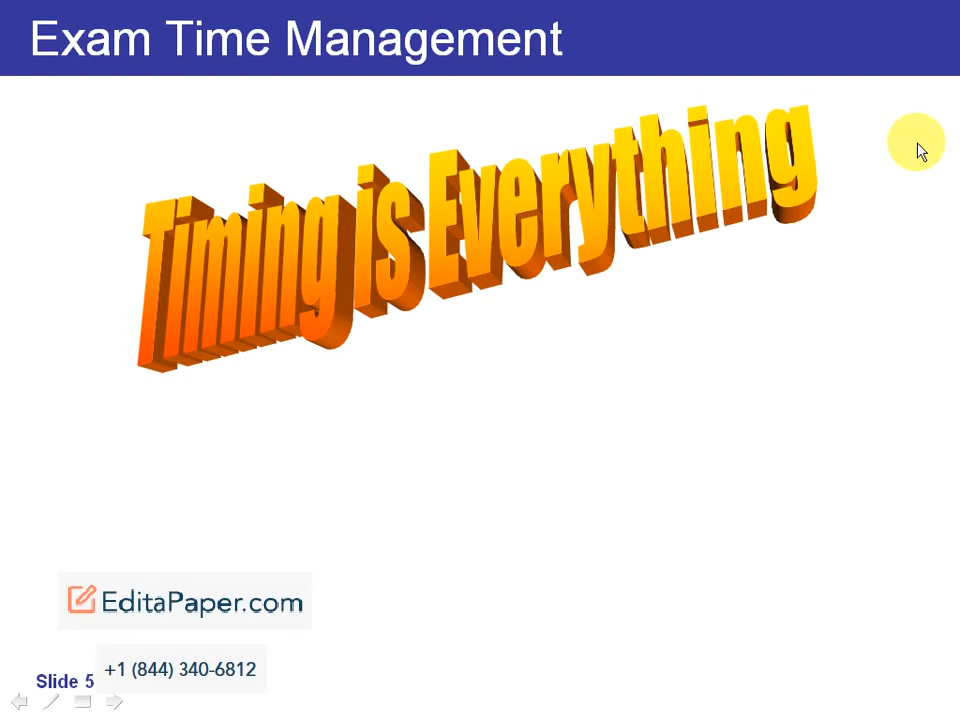 Exam Time Management
Timing is Everything
EditaPaper.com
+1 (844) 340-6812
Slide 5